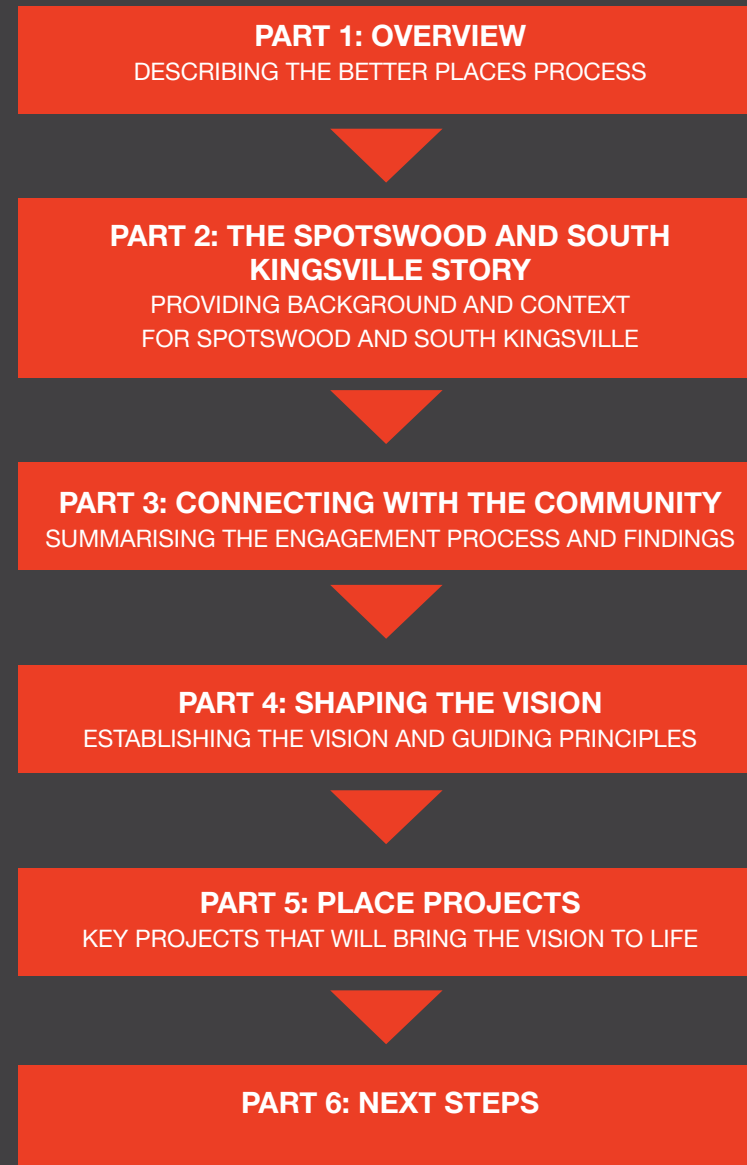 PART 1: OVERVIEW
DESCRIBING THE BETTER PLACES PROCESS
PART 2: THE SPOTSWOOD AND SOUTH
KINGSVILLE STORY
PROVIDING BACKGROUND AND CONTEXT
FOR SPOTSWOOD AND SOUTH KINGSVILLE
PART 3: CONNECTING WITH THE COMMUNITY
SUMMARISING THE ENGAGEMENT PROCESS AND FINDINGS
PART 4: SHAPING THE VISION
ESTABLISHING THE VISION AND GUIDING PRINCIPLES
PART 5: PLACE PROJECTS
KEY PROJECTS THAT WILL BRING THE VISION TO LIFE
PART 6: NEXT STEPS